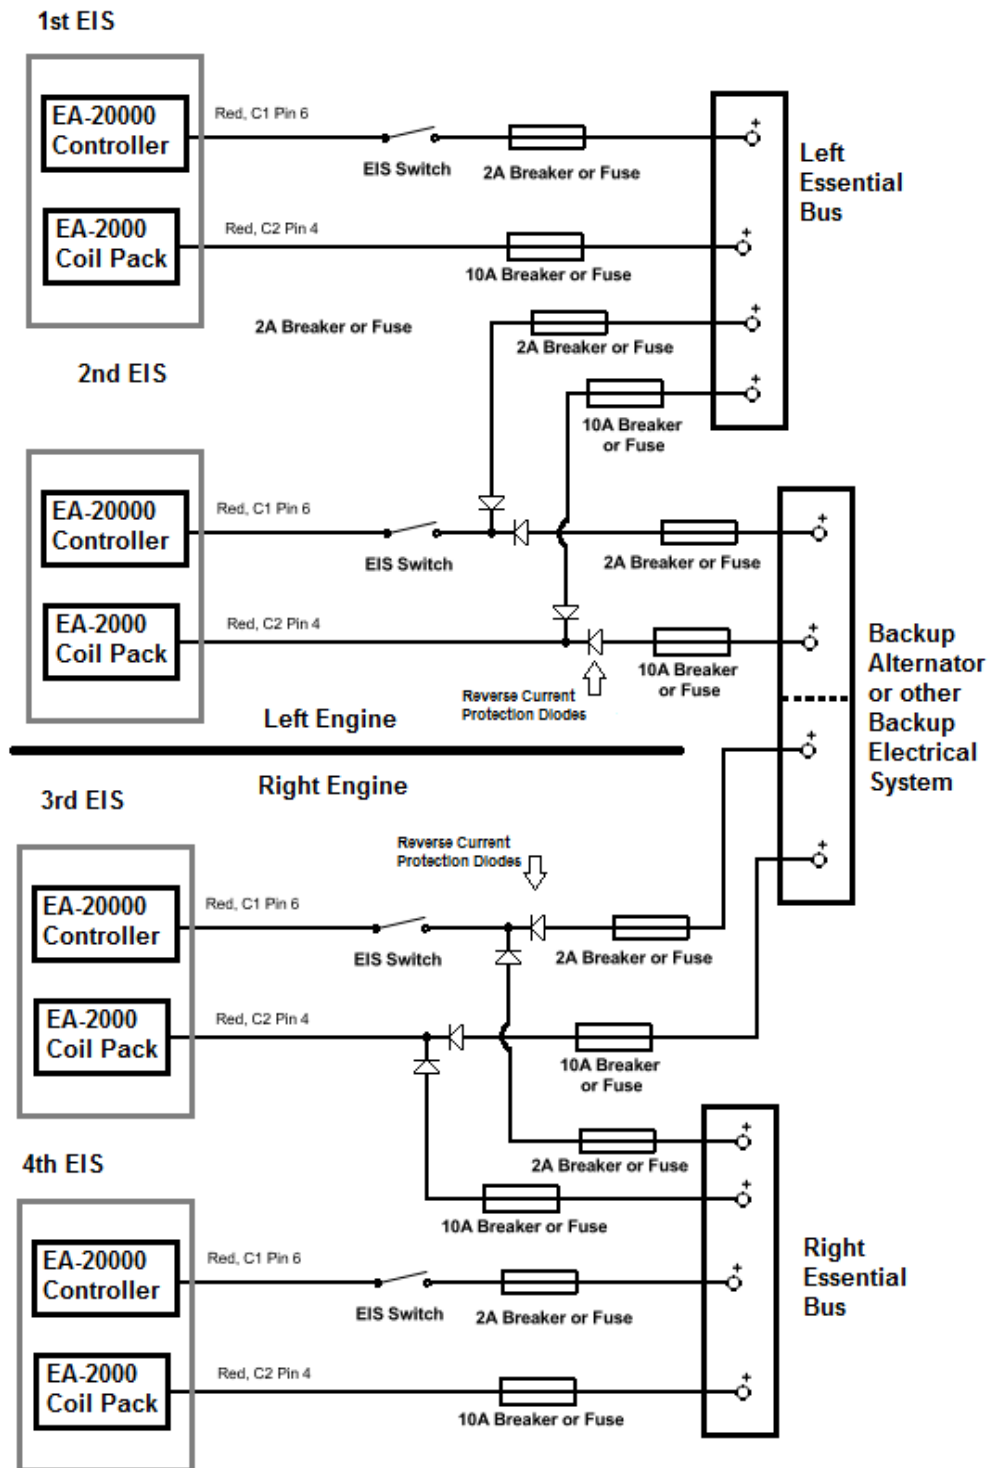 1st EIS
EA-20000
Controller
Red, C1 Pin 6
EIS Switch
2A Breaker or Fuse
+
Left
Essential
Bus
EA-2000
Coil Pack
Red, C2 Pin 4
10A Breaker or Fuse
+
2A Breaker or Fuse
2A Breaker or Fuse
+
10A Breaker
or Fuse
+
2nd EIS
EA-20000
Controller
Red, C1 Pin 6
EIS Switch
2A Breaker or Fuse
+
EA-2000
Coil Pack
Red, C2 Pin 4
10A Breaker
or Fuse
+
Reverse Current
Protection Diodes
Backup
Alternator
or other
Backup
Electrical
System
+
+
Left Engine
Right Engine
3rd EIS
Reverse Current
Protection Diodes
EA-20000
Controller
Red, C1 Pin 6
EIS Switch
2A Breaker or Fuse
EA-2000
Coil Pack
Red, C2 Pin 4
10A Breaker
or Fuse
2A Breaker or Fuse
+
10A Breaker or Fuse
+
4th EIS
EA-20000
Controller
Red, C1 Pin 6
EIS Switch
2A Breaker or Fuse
+
Right
Essential
Bus
EA-2000
Coil Pack
Red, C2 Pin 4
10A Breaker or Fuse
+